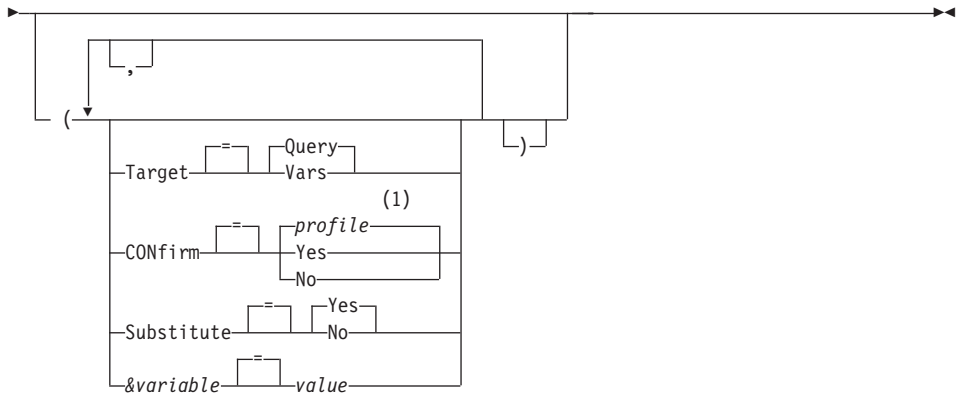 ,
(
)
Target = Query
Vars
(1)
CONfirm = profile
Yes
No
Substitute = Yes
No
&variable = value